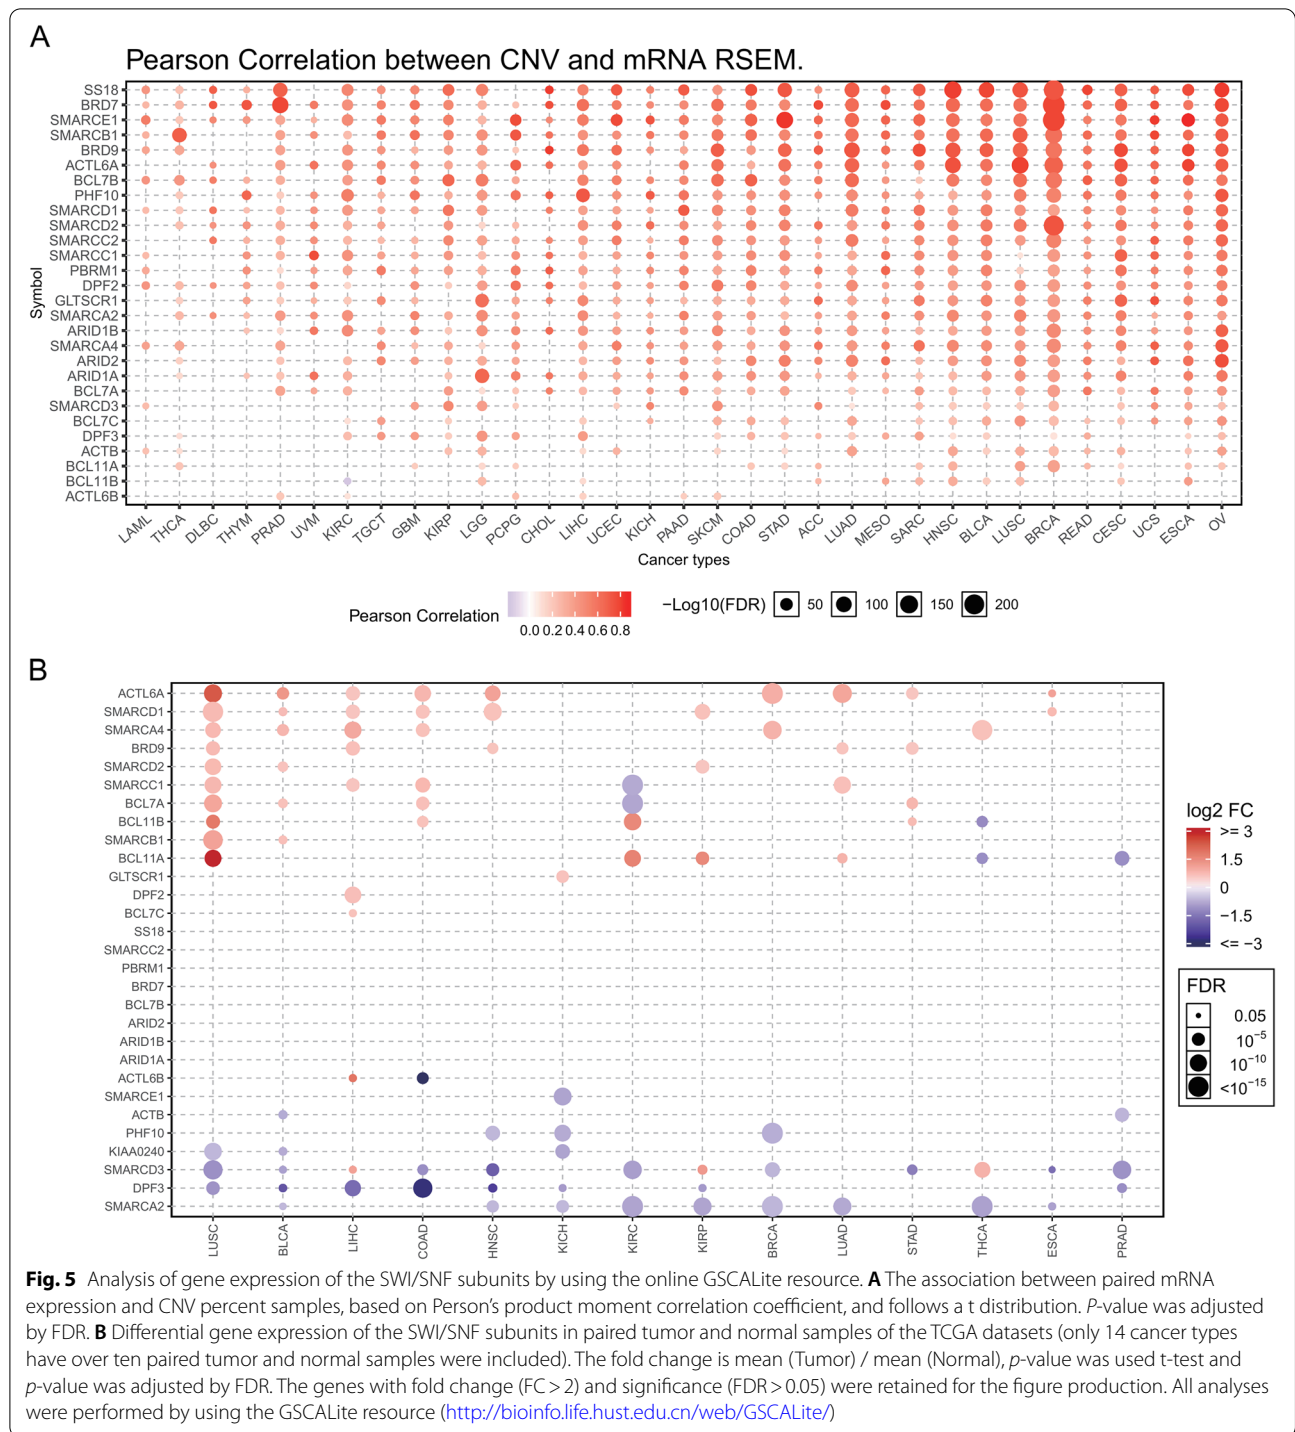 A
Pearson Correlation between CNV and mRNA RSEM.
Symbol
SS18
BRD7
SMARCE1
SMARCB1
BRD9
ACTL6A
BCL7B
PHF10
SMARCD1
SMARCD2
SMARCC2
SMARCC1
PBRM1
DPF2
GLTSCR1
SMARCA2
ARID1B
SMARCA4
ARID2
ARID1A
BCL7A
SMARCD3
BCL7C
DPF3
ACTB
BCL11A
BCL11B
ACTL6B
LAML THCA DLBC THYM PRAD UVM KIRC TGCT GBM KIRP LGG PCPG CHOL LIHC UCEC KICH PAAD SKCM COAD STAD ACC LUAD MESO SARC HNSC BLCA LUSC BRCA READ CESC UCS ESCA OV
Cancer types
Pearson Correlation
0.0 0.2 0.4 0.6 0.8
−Log10(FDR) 50 100 150 200
B
ACTL6A
SMARCD1
SMARCA4
BRD9
SMARCD2
SMARCC1
BCL7A
BCL11B
SMARCB1
BCL11A
GLTSCR1
DPF2
BCL7C
SS18
SMARCC2
PBRM1
BRD7
BCL7B
ARID2
ARID1B
ARID1A
ACTL6B
SMARCE1
ACTB
PHF10
KIAA0240
SMARCD3
DPF3
SMARCA2
LUSC BLCA LIHC COAD HNSC KICH KIRC KIRP BRCA LUAD STAD THCA ESCA PRAD
log2 FC
>= 3
1.5
0
−1.5
<= −3
FDR
0.05
10−5
10−10
<10−15
Fig. 5 Analysis of gene expression of the SWI/SNF subunits by using the online GSCALite resource. A The association between paired mRNA
expression and CNV percent samples, based on Person's product moment correlation coefficient, and follows a t distribution. P-value was adjusted
by FDR. B Differential gene expression of the SWI/SNF subunits in paired tumor and normal samples of the TCGA datasets (only 14 cancer types
have over ten paired tumor and normal samples were included). The fold change is mean (Tumor) / mean (Normal), p-value was used t-test and
p-value was adjusted by FDR. The genes with fold change (FC > 2) and significance (FDR > 0.05) were retained for the figure production. All analyses
were performed by using the GSCALite resource (http://bioinfo.life.hust.edu.cn/web/GSCALite/)